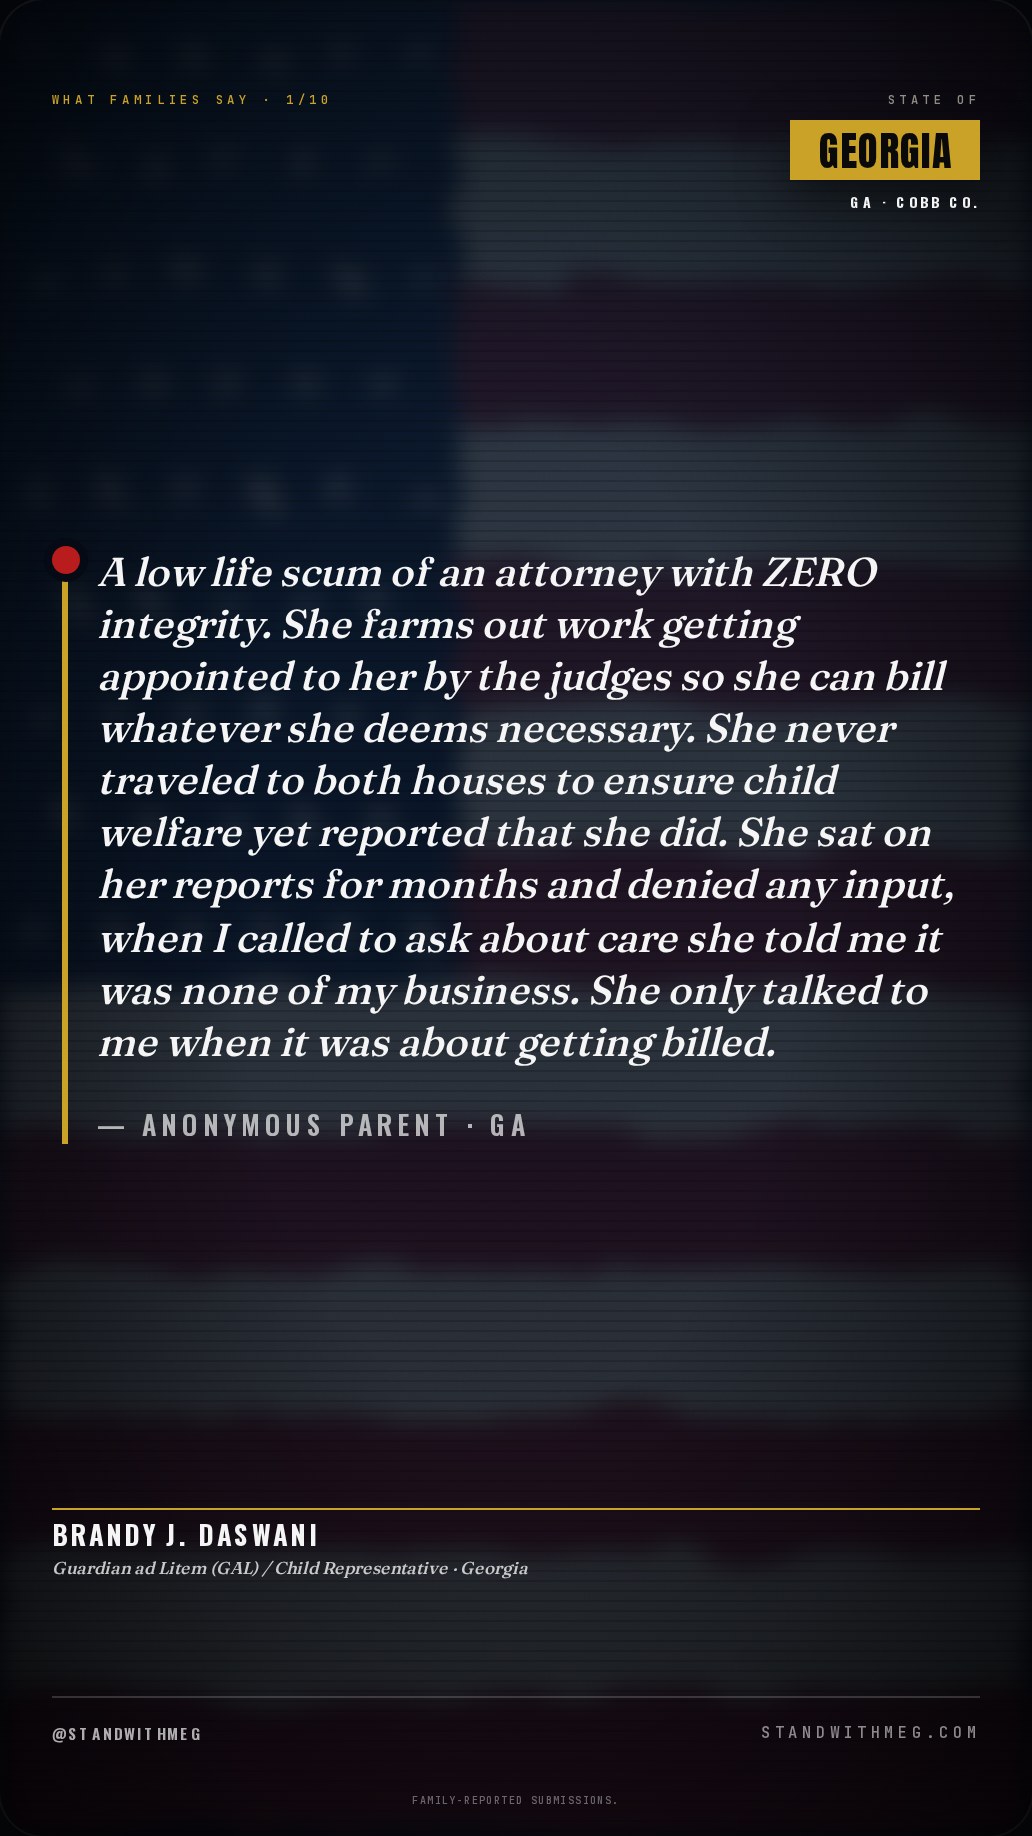 WHAT FAMILIES SAY · 1/10
STATE OF
GEORGIA
GA · COBB CO.
A low life scum of an attorney with ZERO
integrity. She farms out work getting
appointed to her by the judges so she can bill
whatever she deems necessary. She never
traveled to both houses to ensure child
welfare yet reported that she did. She sat on
her reports for months and denied any input,
when I called to ask about care she told me it
was none of my business. She only talked to
me when it was about getting billed.
— ANONYMOUS PARENT · GA
BRANDY J. DASWANI
Guardian ad Litem (GAL) / Child Representative · Georgia
@STANDWITHMEG
STANDWITHMEG.COM
FAMILY-REPORTED SUBMISSIONS.